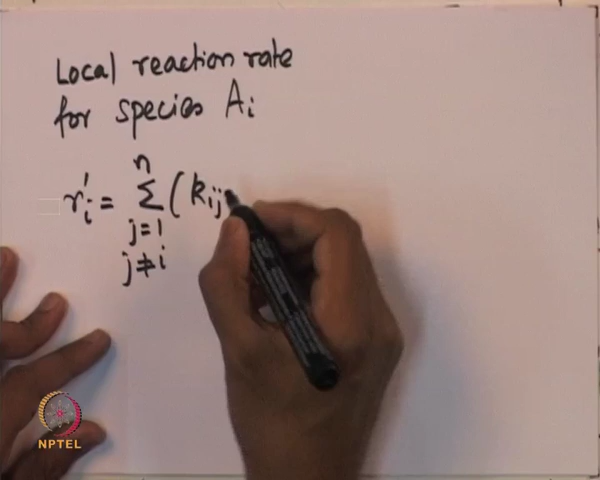 Local reaction rate
for species Ai
r'i = n∑j=1 j≠i (kij
NPTEL